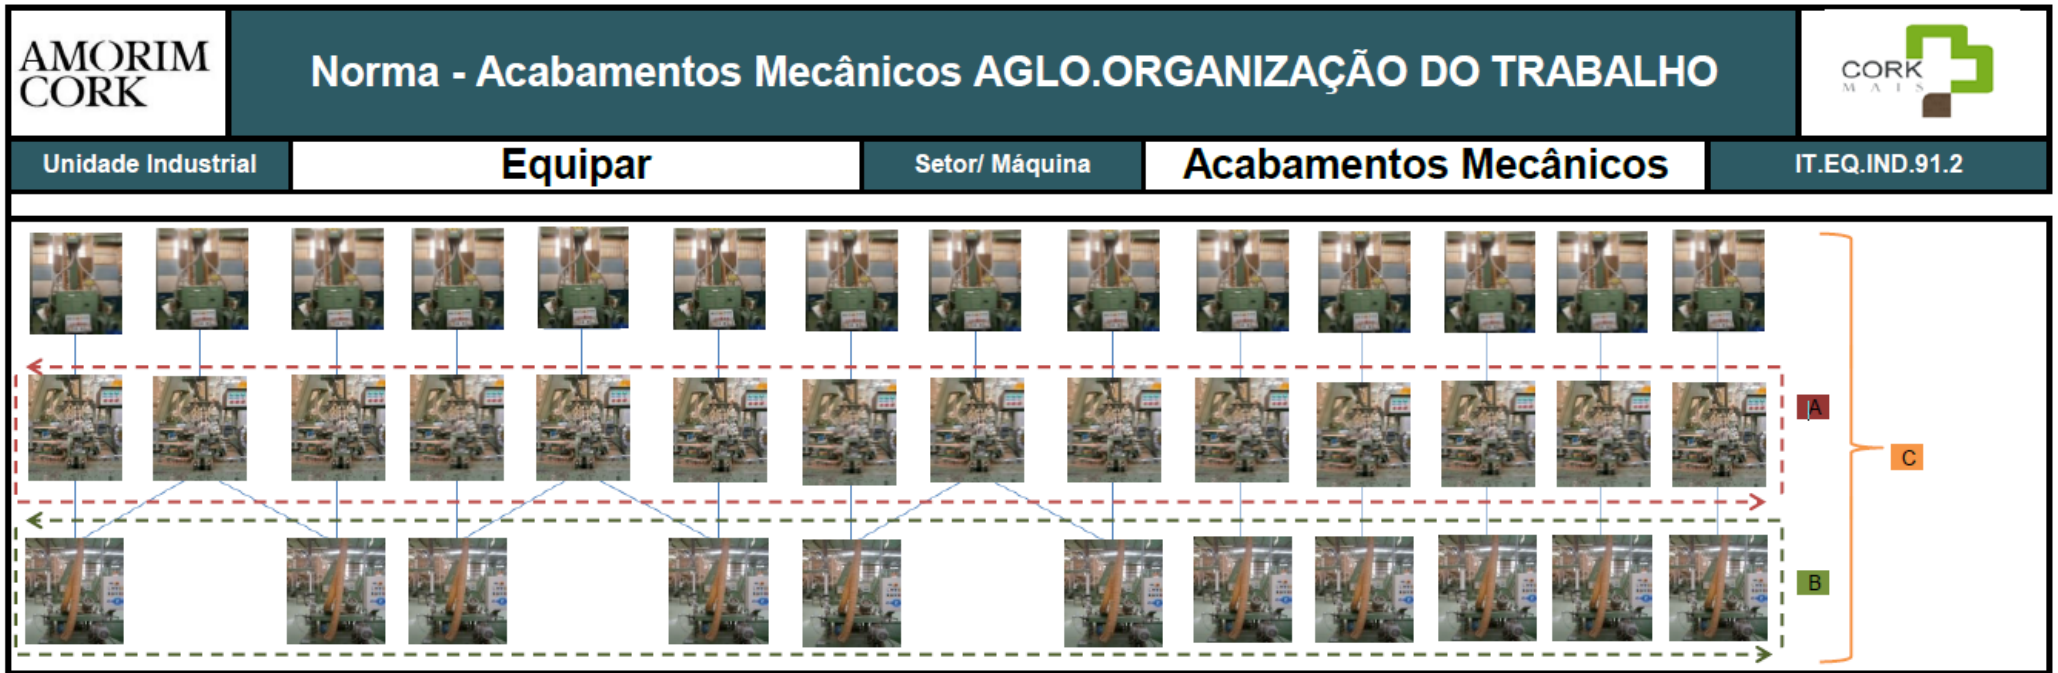 AMORIM
CORK
Norma - Acabamentos Mecânicos AGLO.ORGANIZAÇÃO DO TRABALHO
CORK
MAIS
Unidade Industrial
Equipar
Setor/ Máquina
Acabamentos Mecânicos
IT.EQ.IND.91.2
A
C
B